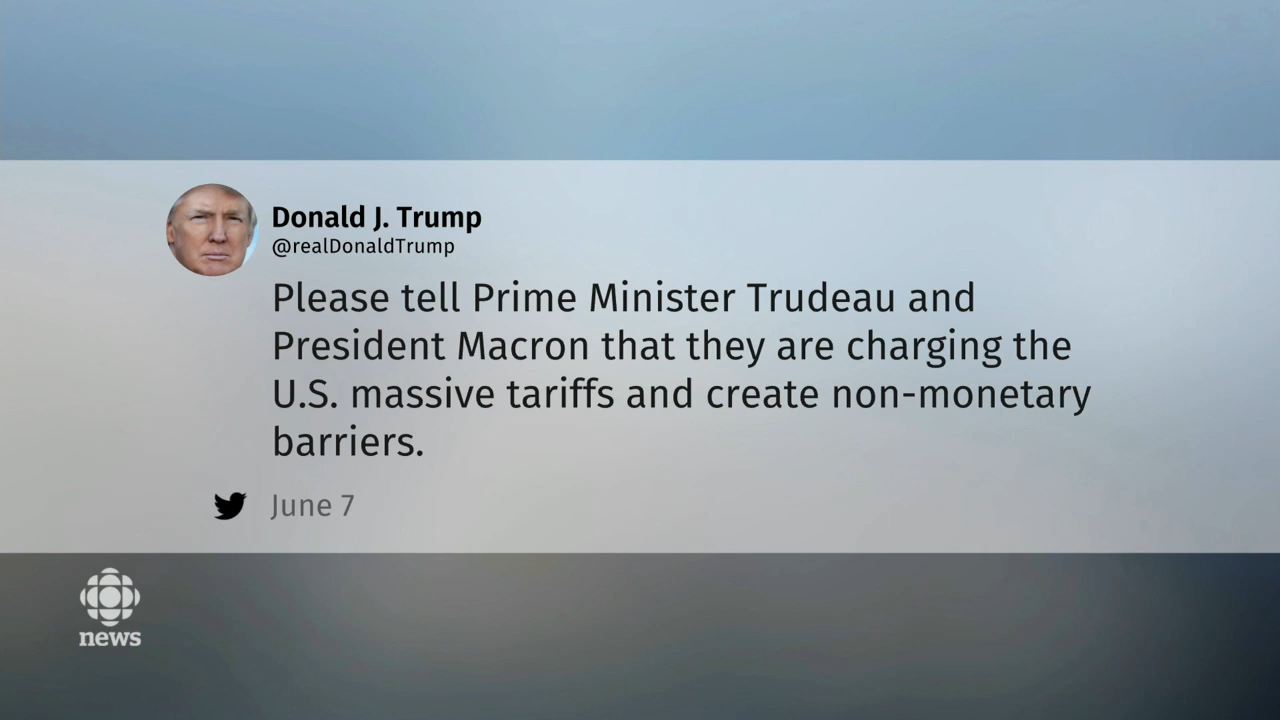 Donald J. Trump
@realDonaldTrump
Please tell Prime Minister Trudeau and
President Macron that they are charging the
U.S. massive tariffs and create non-monetary
barriers.
June 7
news